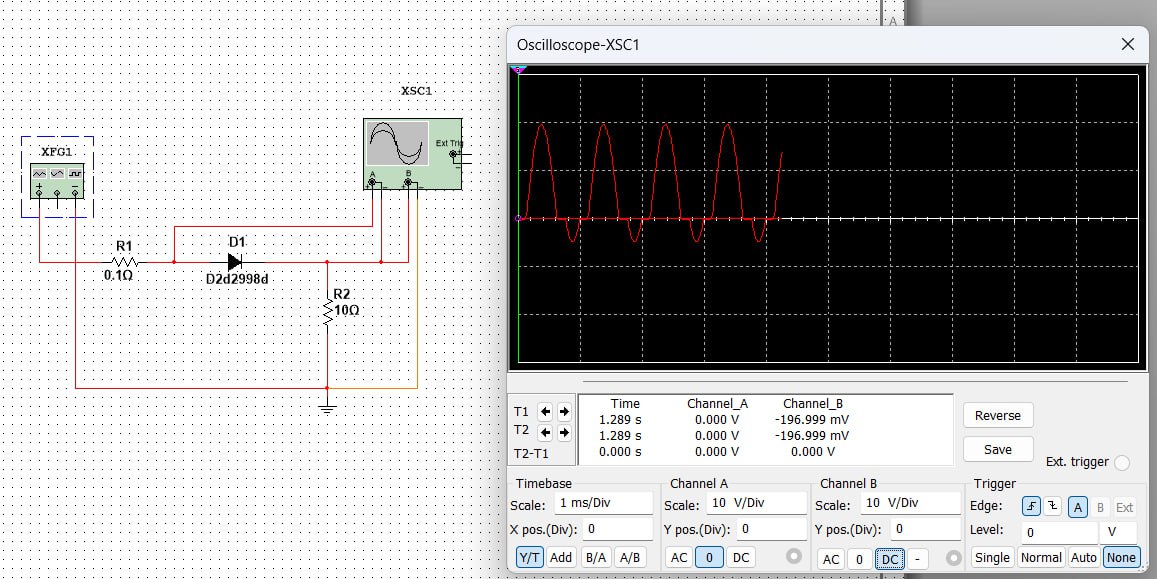 A
Oscilloscope-XSC1
XSC1
Ext Trig
A B
XFG1
R1
0.1Ω
D1
D2d2998d
R2
10Ω
Time Channel_A Channel_B
T1 1.289 s 0.000 V -196.999 mV
T2 1.289 s 0.000 V -196.999 mV
T2-T1 0.000 s 0.000 V 0.000 V
Reverse
Save
Ext. trigger
Timebase
Scale: 1 ms/Div
X pos.(Div): 0
Y/T Add B/A A/B
Channel A
Scale: 10 V/Div
Y pos.(Div): 0
AC 0 DC
Channel B
Scale: 10 V/Div
Y pos.(Div): 0
AC 0 DC -
Trigger
Edge: A B Ext
Level: 0 V
Single Normal Auto None